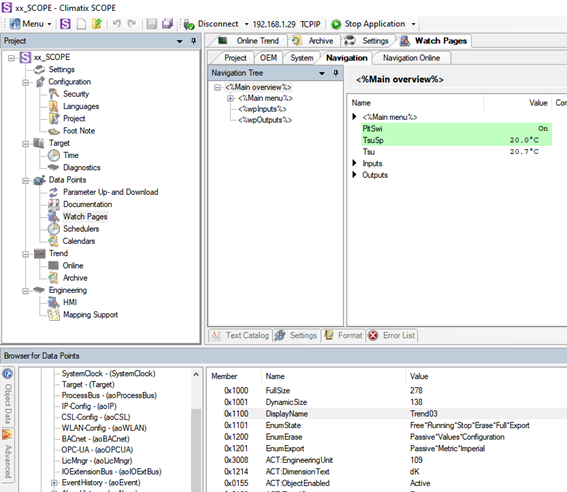 xx_SCOPE - Climatix SCOPE
Menu
Disconnect
192.168.1.29 TCPIP
Stop Application
Project
xx_SCOPE
Settings
Configuration
Security
Languages
Project
Foot Note
Target
Time
Diagnostics
Data Points
Parameter Up- and Download
Documentation
Watch Pages
Schedulers
Calendars
Trend
Online
Archive
Engineering
HMI
Mapping Support
Online Trend
Archive
Settings
Watch Pages
Project
OEM
System
Navigation
Navigation Online
Navigation Tree
<%Main overview%>
<%Main menu%>
<%wpInputs%>
<%wpOutputs%>
<%Main overview%>
Name Value Cor
<%Main menu%>
PltSwi On
TsuSp 20.0°C
Tsu 20.7°C
Inputs
Outputs
Text Catalog
Settings
Format
Error List
Browser for Data Points
Object Data
Advanced
SystemClock - (SystemClock)
Target - (Target)
ProcessBus - (aoProcessBus)
IP-Config - (aoIP)
CSL-Config - (aoCSL)
WLAN-Config - (aoWLAN)
BACnet - (aoBACnet)
OPC-UA - (aoOPCUA)
LicMngr - (aoLicMngr)
IOExtensionBus - (aoIOExtBus)
EventHistory - (aoEvent)
Member Name Value
0x1000 FullSize 278
0x1001 DynamicSize 138
0x1100 DisplayName Trend03
0x1101 EnumState Free*Running*Stop*Erase*Full*Export
0x1200 EnumErase Passive*Values*Configuration
0x1201 EnumExport Passive*Metric*Imperial
0x3008 ACT:EngineeringUnit 109
0x1214 ACT:DimensionText dK
0x0155 ACT:ObjectEnabled Active